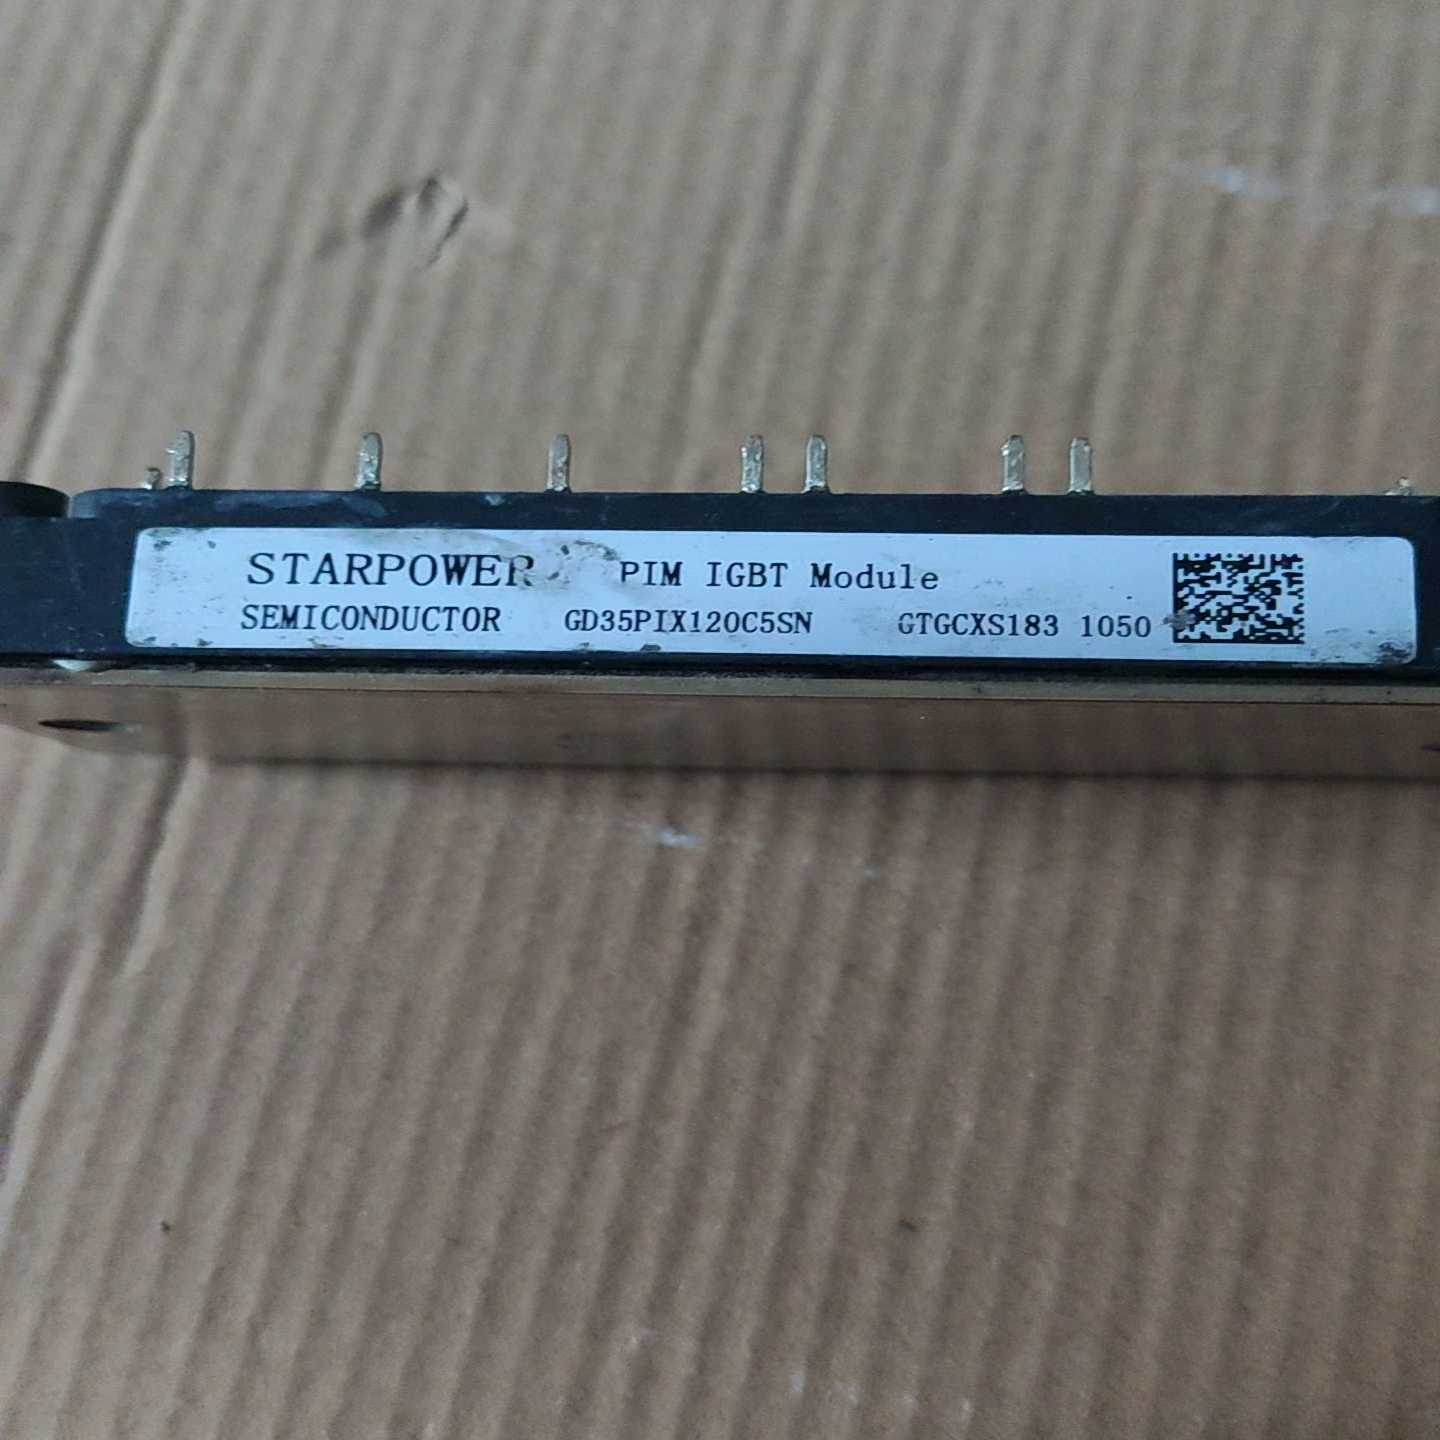 STARPOWER PIM IGBT Module
SEMICONDUCTOR GD35PIX120C5SN GTGCXS183 1050